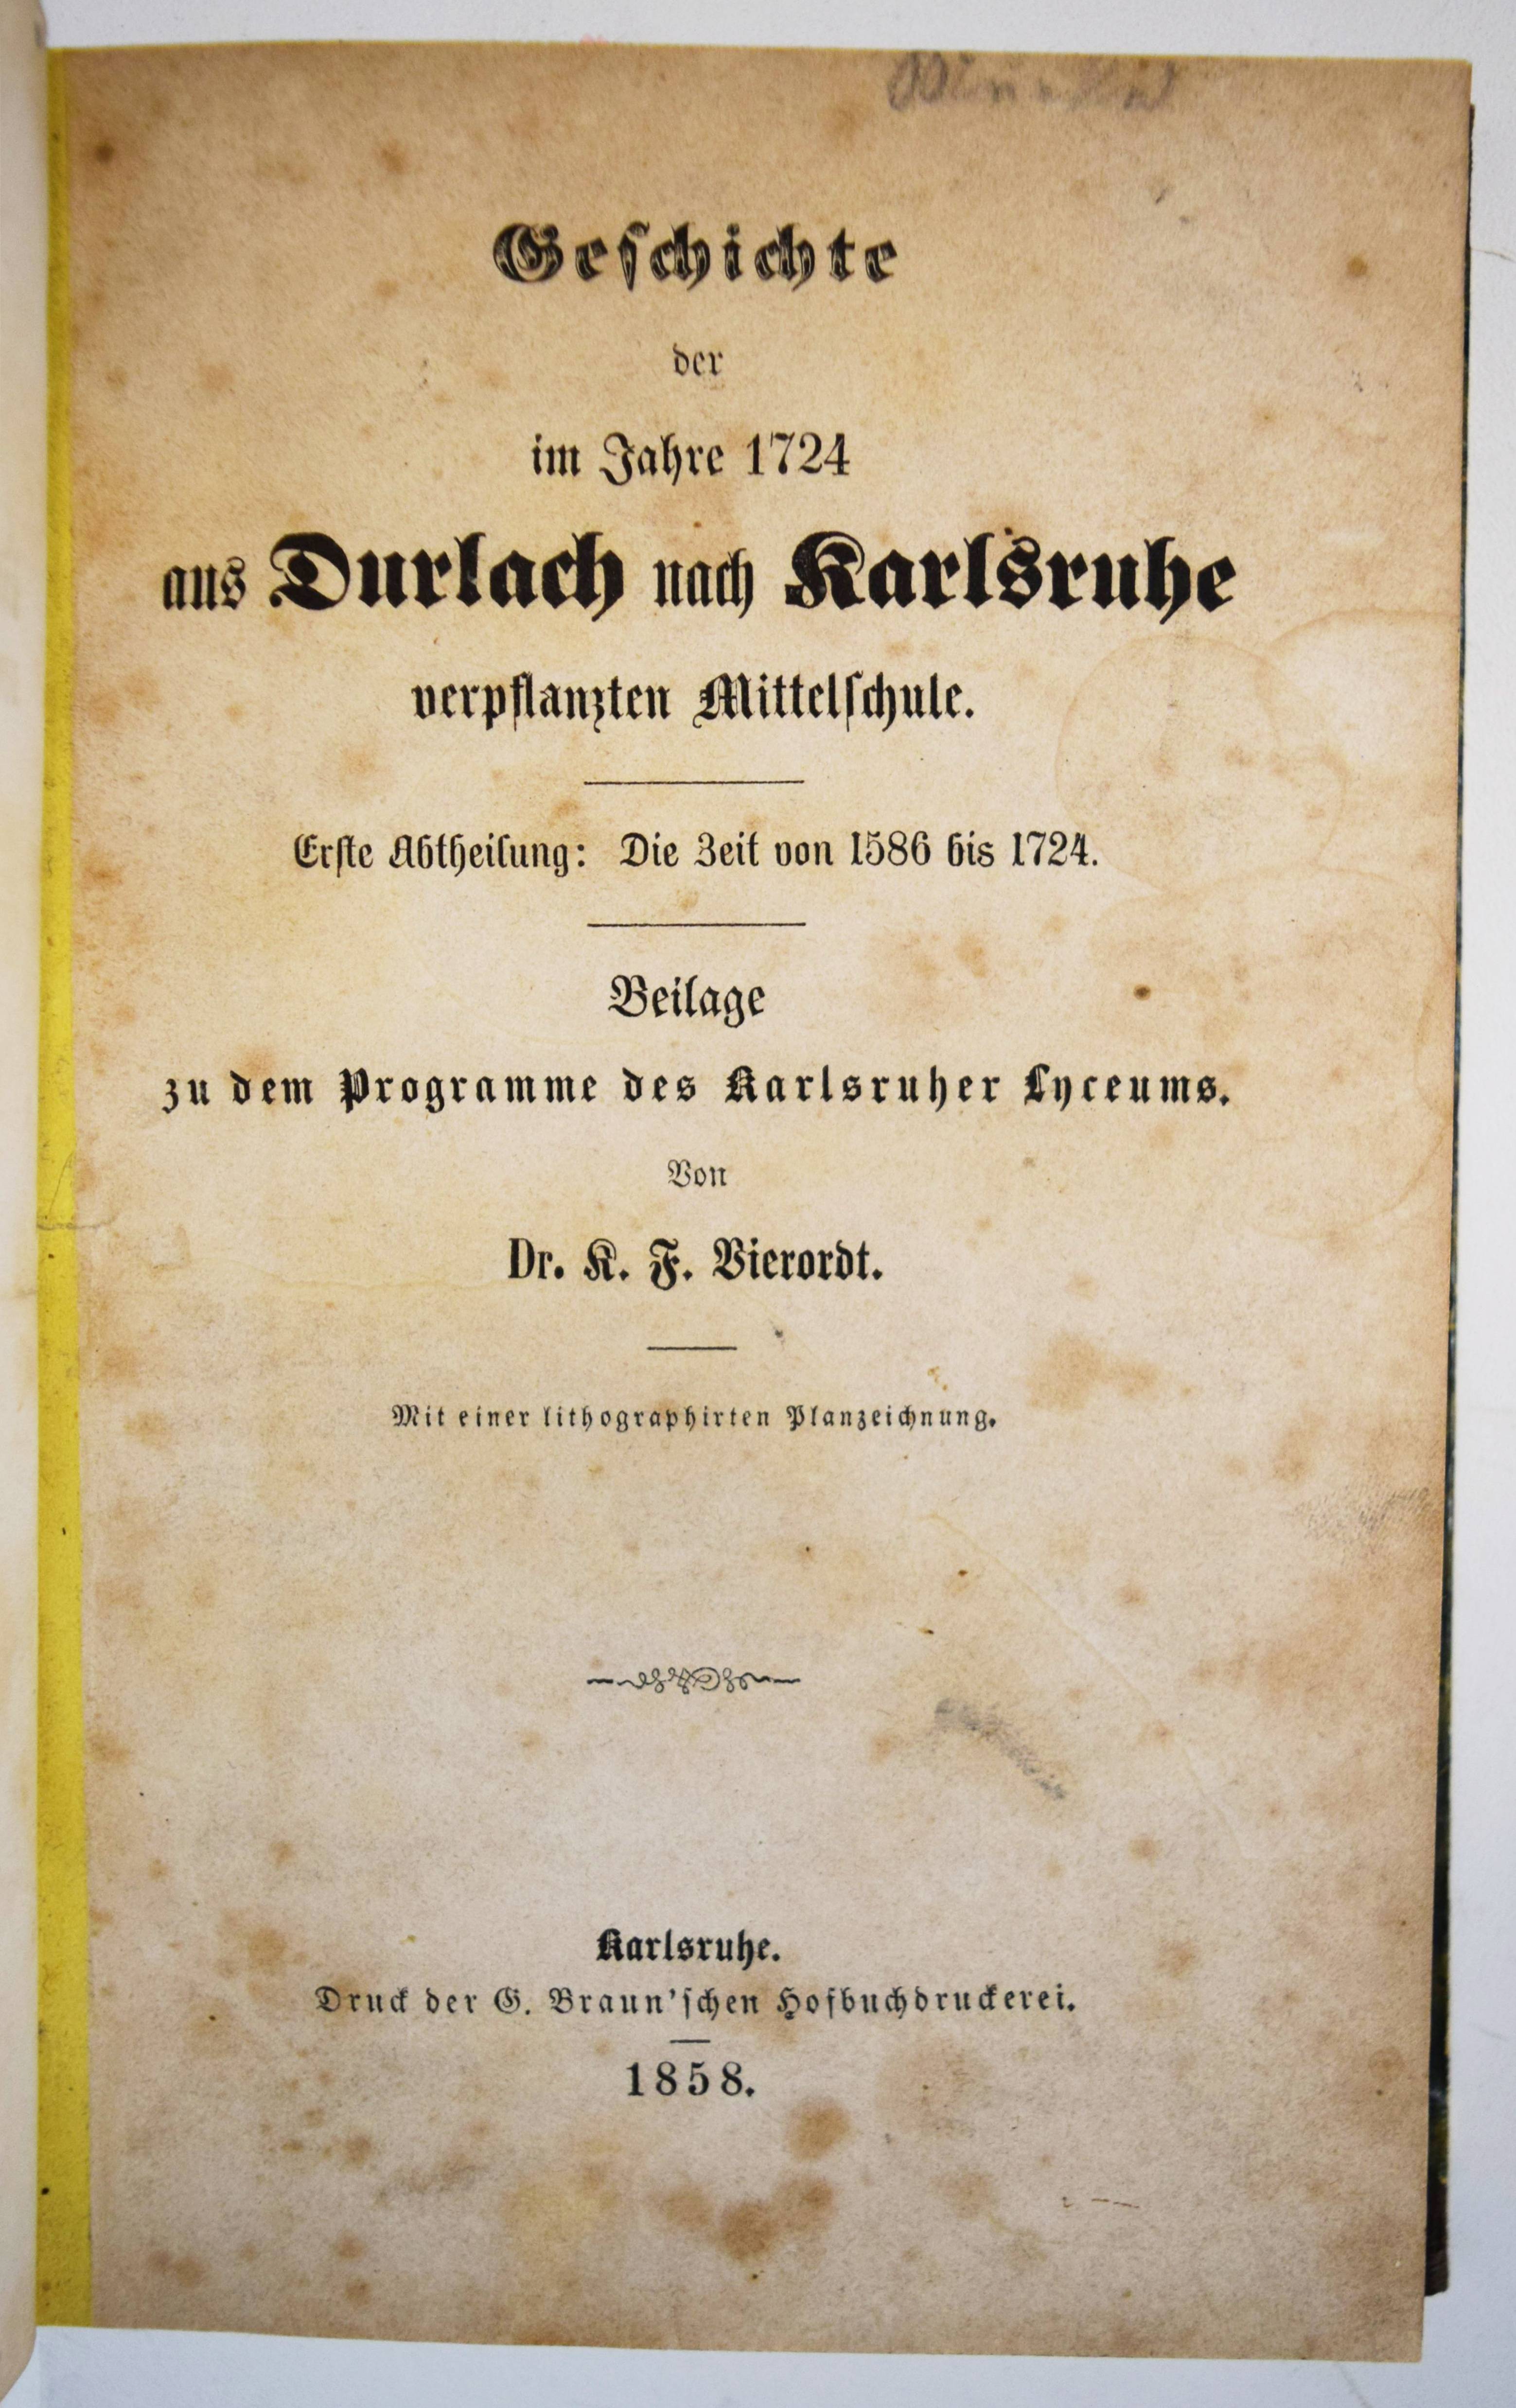 Geschichte
der
im Jahre 1724
aus Durlach nach Karlsruhe
verpflanzten Mittelschule.
Erste Abtheilung: Die Zeit von 1586 bis 1724.
Beilage
zu dem Programme des Karlsruher Lyceums.
Von
Dr. K. F. Vierordt.
Mit einer lithographirten Planzeichnung.
Karlsruhe.
Druck der G. Braun'schen Hofbuchdruckerei.
1858.